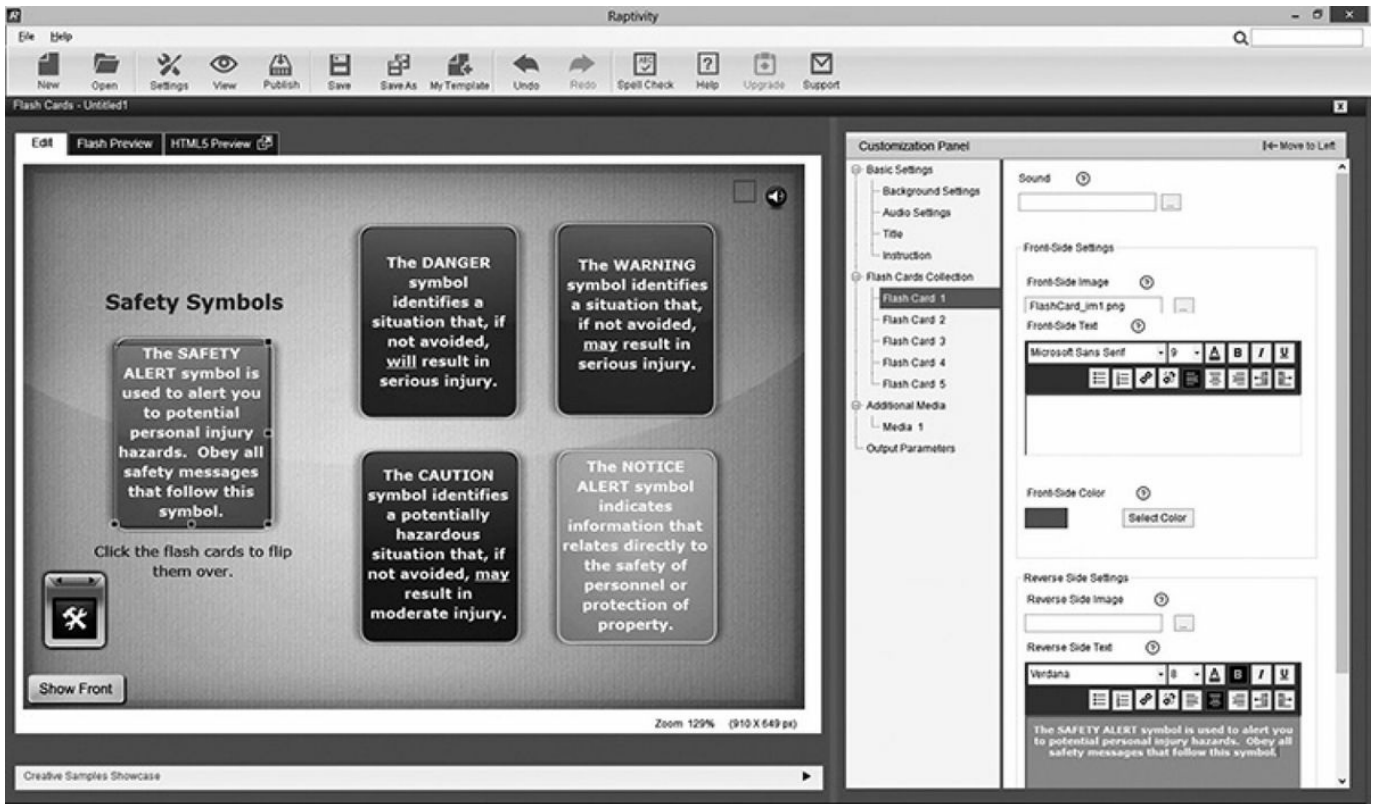 Raptivity
File Help
New Open Settings View Publish Save Save As My Template Undo Redo Spell Check Help Upgrade Support
Flash Cards - Untitled1
Edit Flash Preview HTML5 Preview
Safety Symbols
The SAFETY
ALERT symbol is
used to alert you
to potential
personal injury
hazards. Obey all
safety messages
that follow this
symbol.
Click the flash cards to flip
them over.
The DANGER
symbol
identifies a
situation that, if
not avoided,
will result in
serious injury.
The WARNING
symbol identifies
a situation that,
if not avoided,
may result in
serious injury.
The CAUTION
symbol identifies
a potentially
hazardous
situation that, if
not avoided, may
result in
moderate injury.
The NOTICE
ALERT symbol
indicates
information that
relates directly to
the safety of
personnel or
protection of
property.
Show Front
Zoom 129% (910 X 649 px)
Creative Samples Showcase
Customization Panel
Move to Left
Basic Settings
Background Settings
Audio Settings
Title
Instruction
Flash Cards Collection
Flash Card 1
Flash Card 2
Flash Card 3
Flash Card 4
Flash Card 5
Additional Media
Media 1
Output Parameters
Sound
Front-Side Settings
Front-Side Image
FlashCard_im1.png
Front-Side Text
Microsoft Sans Serif 9 A B I U
Front-Side Color
Select Color
Reverse Side Settings
Reverse Side Image
Reverse Side Text
Verdana 8 A B I U
The SAFETY ALERT symbol is used to alert you
to potential personal injury hazards. Obey all
safety messages that follow this symbol.